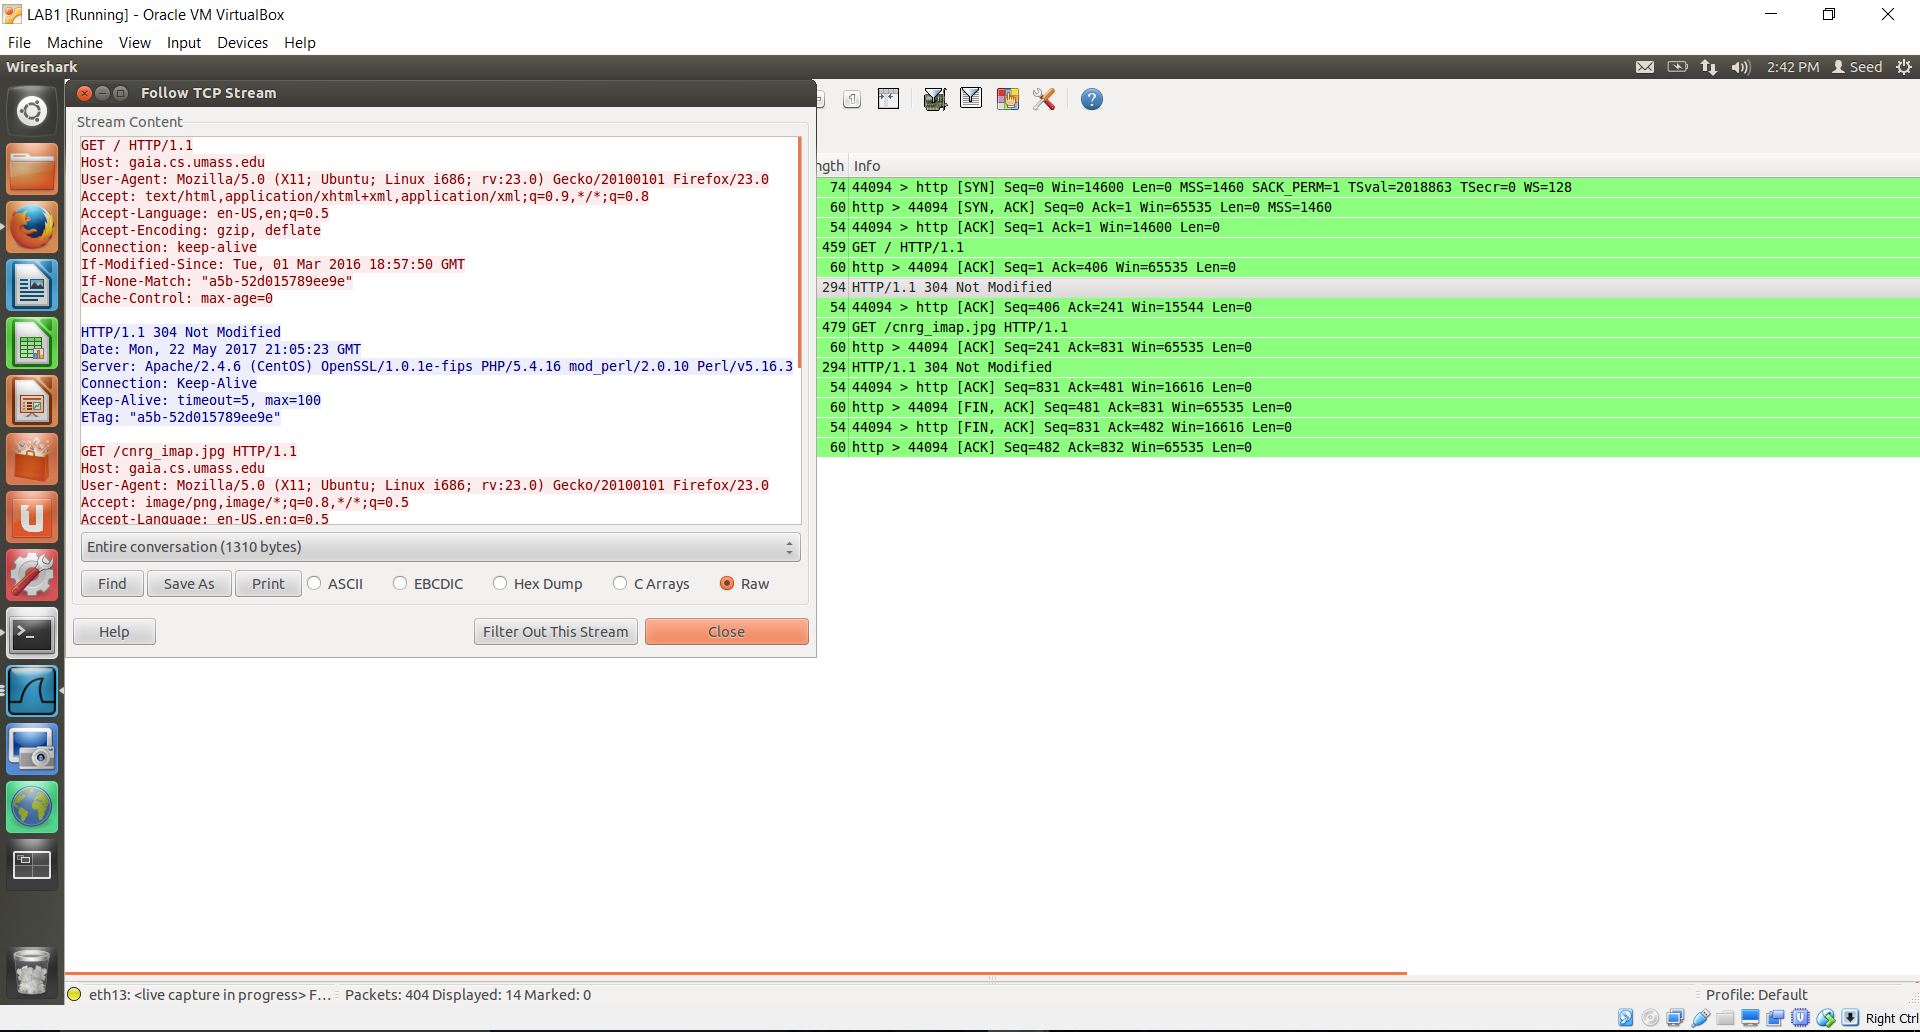 LAB1 [Running] - Oracle VM VirtualBox
File Machine View Input Devices Help
Wireshark
2:42 PM Seed
Follow TCP Stream
Stream Content
GET / HTTP/1.1
Host: gaia.cs.umass.edu
User-Agent: Mozilla/5.0 (X11; Ubuntu; Linux i686; rv:23.0) Gecko/20100101 Firefox/23.0
Accept: text/html,application/xhtml+xml,application/xml;q=0.9,*/*;q=0.8
Accept-Language: en-US,en;q=0.5
Accept-Encoding: gzip, deflate
Connection: keep-alive
If-Modified-Since: Tue, 01 Mar 2016 18:57:50 GMT
If-None-Match: "a5b-52d015789ee9e"
Cache-Control: max-age=0
HTTP/1.1 304 Not Modified
Date: Mon, 22 May 2017 21:05:23 GMT
Server: Apache/2.4.6 (CentOS) OpenSSL/1.0.1e-fips PHP/5.4.16 mod_perl/2.0.10 Perl/v5.16.3
Connection: Keep-Alive
Keep-Alive: timeout=5, max=100
ETag: "a5b-52d015789ee9e"
GET /cnrg_imap.jpg HTTP/1.1
Host: gaia.cs.umass.edu
User-Agent: Mozilla/5.0 (X11; Ubuntu; Linux i686; rv:23.0) Gecko/20100101 Firefox/23.0
Accept: image/png,image/*;q=0.8,*/*;q=0.5
Accept-Language: en-US,en;q=0.5
Entire conversation (1310 bytes)
Find Save As Print ASCII EBCDIC Hex Dump C Arrays Raw
Help Filter Out This Stream Close
ngth Info
74 44094 > http [SYN] Seq=0 Win=14600 Len=0 MSS=1460 SACK_PERM=1 TSval=2018863 TSecr=0 WS=128
60 http > 44094 [SYN, ACK] Seq=0 Ack=1 Win=65535 Len=0 MSS=1460
54 44094 > http [ACK] Seq=1 Ack=1 Win=14600 Len=0
459 GET / HTTP/1.1
60 http > 44094 [ACK] Seq=1 Ack=406 Win=65535 Len=0
294 HTTP/1.1 304 Not Modified
54 44094 > http [ACK] Seq=406 Ack=241 Win=15544 Len=0
479 GET /cnrg_imap.jpg HTTP/1.1
60 http > 44094 [ACK] Seq=241 Ack=831 Win=65535 Len=0
294 HTTP/1.1 304 Not Modified
54 44094 > http [ACK] Seq=831 Ack=481 Win=16616 Len=0
60 http > 44094 [FIN, ACK] Seq=481 Ack=831 Win=65535 Len=0
54 44094 > http [FIN, ACK] Seq=831 Ack=482 Win=16616 Len=0
60 http > 44094 [ACK] Seq=482 Ack=832 Win=65535 Len=0
eth13: <live capture in progress> F... Packets: 404 Displayed: 14 Marked: 0 Profile: Default
Right Ctrl